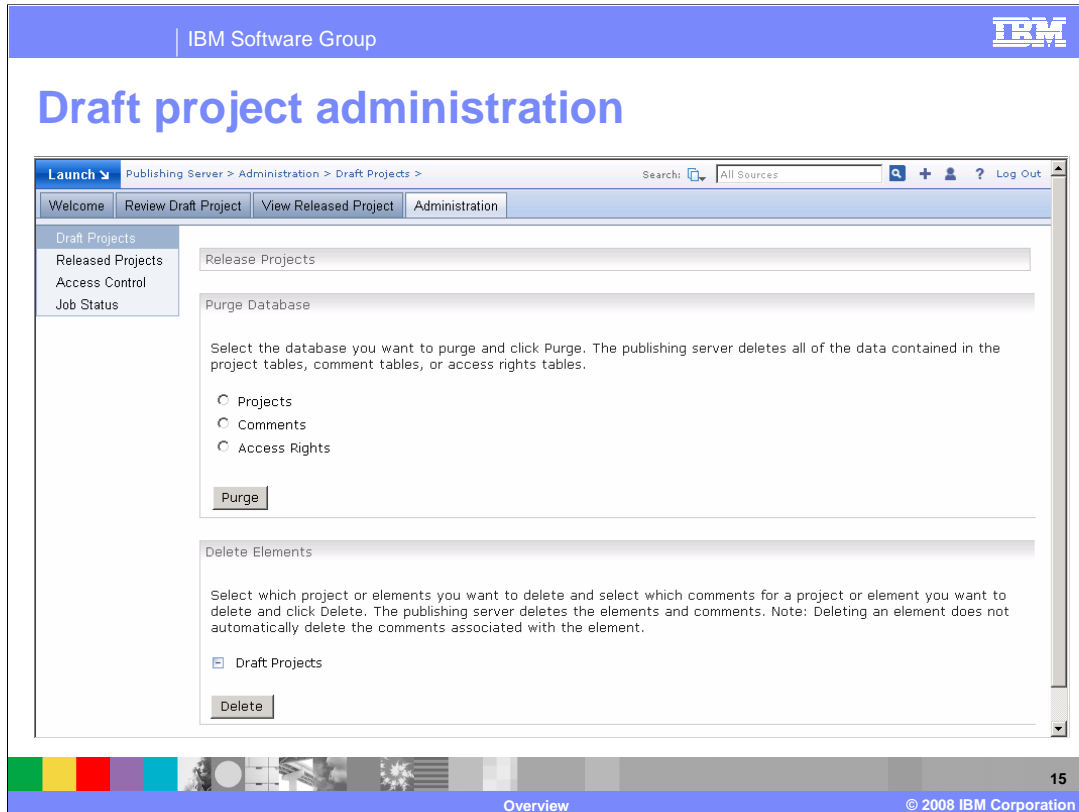 IBM Software Group
IBM
Draft project administration
Launch Publishing Server > Administration > Draft Projects > Search: All Sources + ? Log Out
Welcome Review Draft Project View Released Project Administration
Draft Projects
Released Projects
Access Control
Job Status
Release Projects
Purge Database
Select the database you want to purge and click Purge. The publishing server deletes all of the data contained in the
project tables, comment tables, or access rights tables.
Projects
Comments
Access Rights
Purge
Delete Elements
Select which project or elements you want to delete and select which comments for a project or element you want to
delete and click Delete. The publishing server deletes the elements and comments. Note: Deleting an element does not
automatically delete the comments associated with the element.
Draft Projects
Delete
15
Overview
© 2008 IBM Corporation